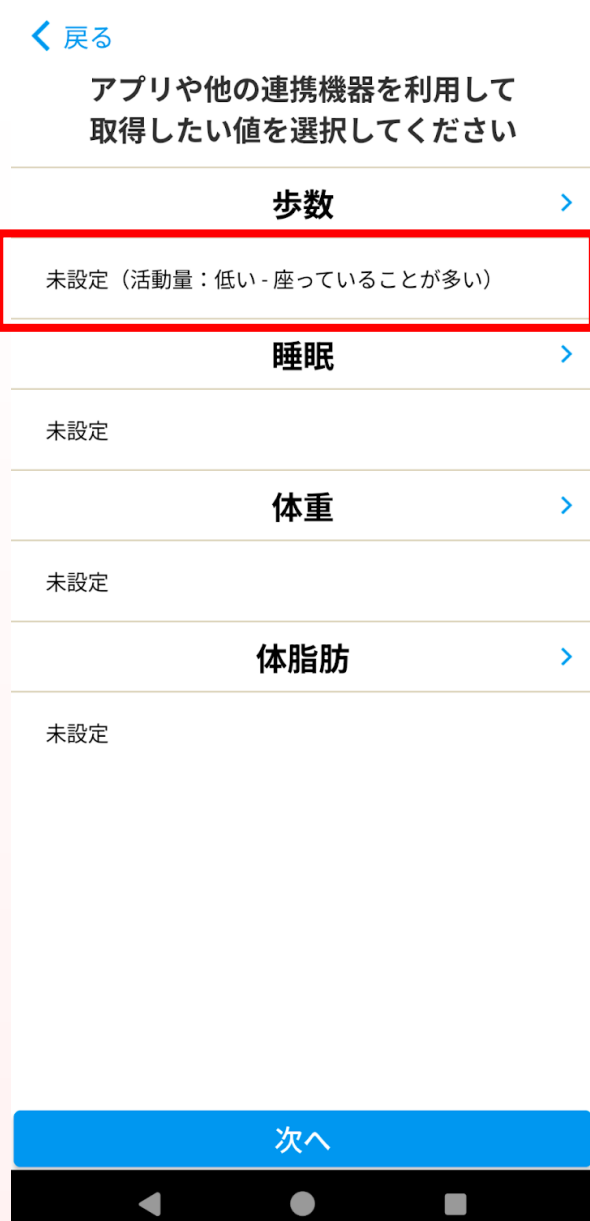 戻る
アプリや他の連携機器を利用して
取得したい値を選択してください
歩数
未設定（活動量：低い - 座っていることが多い）
睡眠
未設定
体重
未設定
体脂肪
未設定
次へ